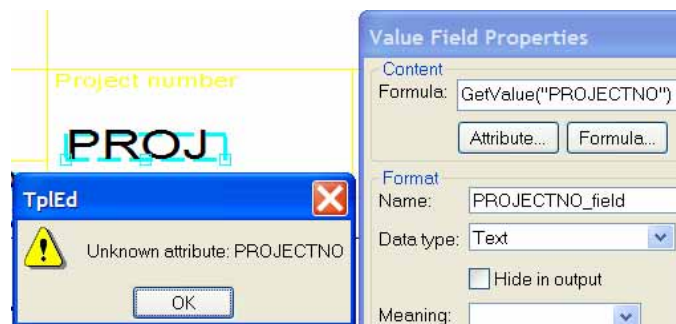 Project number
PROJ
TplEd
Unknown attribute: PROJECTNO
OK
Value Field Properties
Content
Formula: GetValue("PROJECTNO")
Attribute... Formula...
Format
Name: PROJECTNO_field
Data type: Text
Hide in output
Meaning: